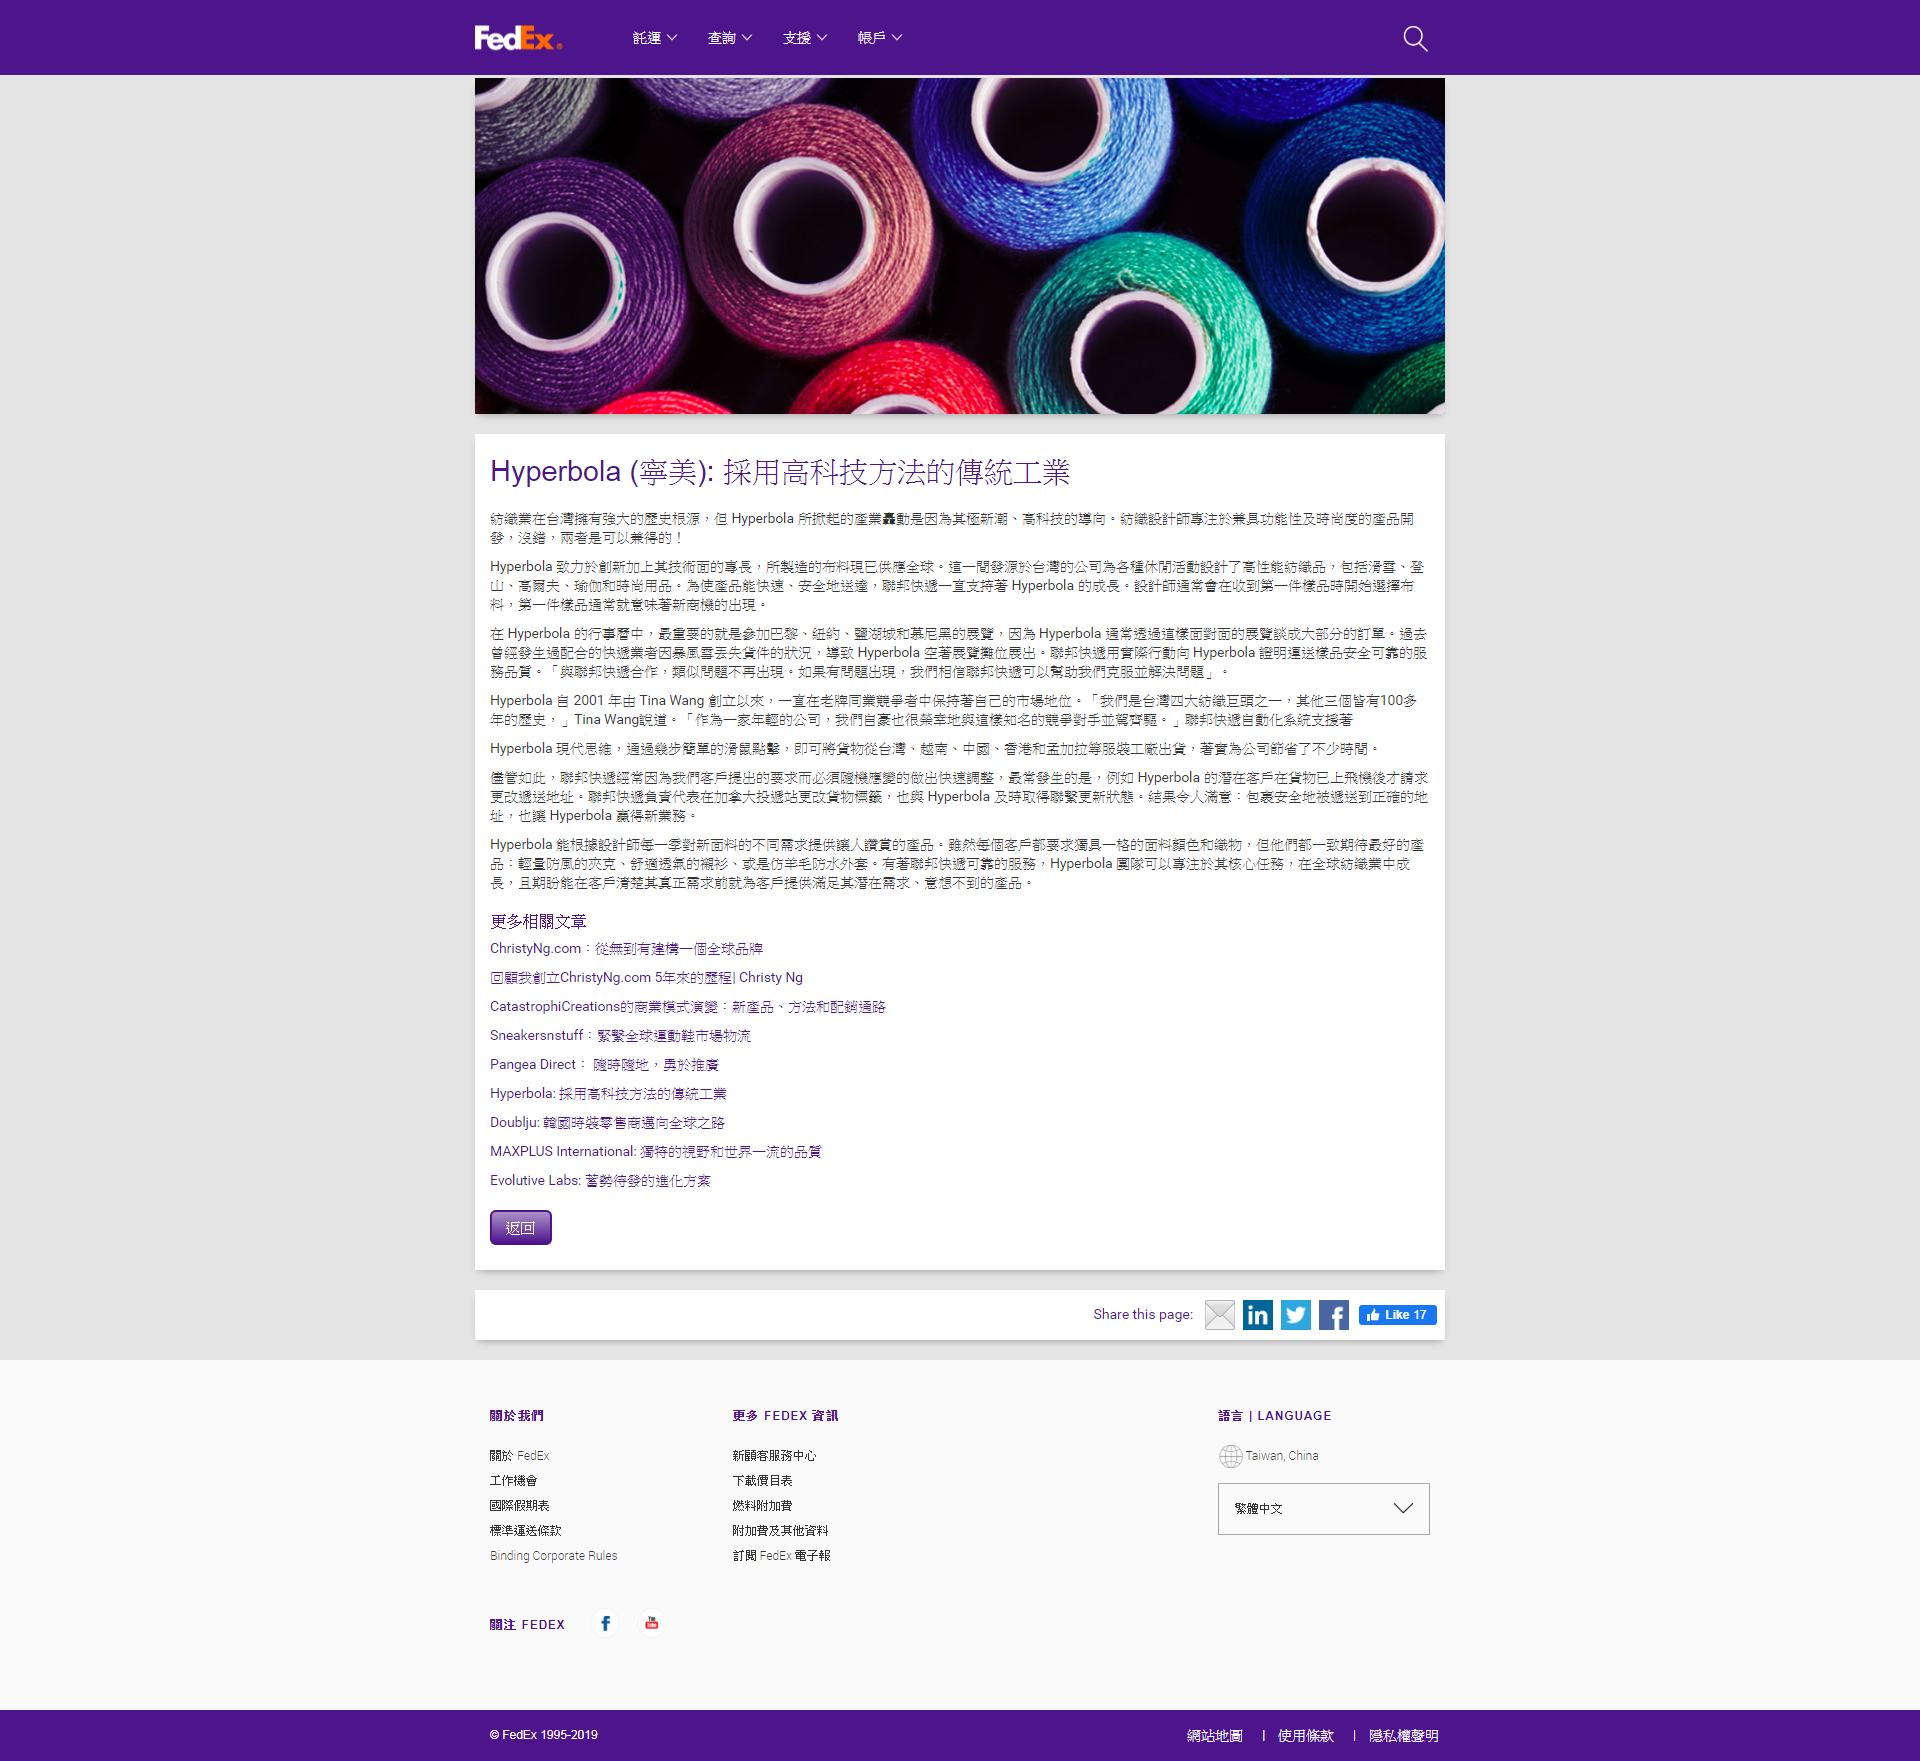 FedEx®
託運
查詢
支援
帳戶
Hyperbola (寧美): 採用高科技方法的傳統工業
紡織業在台灣擁有強大的歷史根源，但 Hyperbola 所掀起的產業轟動是因為其極新潮、高科技的導向。紡織設計師專注於兼具功能性及時尚度的產品開
發，沒錯，兩者是可以兼得的！
Hyperbola 致力於創新加上其技術面的專長，所製造的布料現已供應全球。這一間發源於台灣的公司為各種休閒活動設計了高性能紡織品，包括滑雪、登
山、高爾夫、瑜伽和時尚用品。為使產品能快速、安全地送達，聯邦快遞一直支持著 Hyperbola 的成長。設計師通常會在收到第一件樣品時開始選擇布
料，第一件樣品通常就意味著新商機的出現。
在 Hyperbola 的行事曆中，最重要的就是參加巴黎、紐約、鹽湖城和慕尼黑的展覽，因為 Hyperbola 通常透過這樣面對面的展覽談成大部分的訂單。過去
曾經發生過配合的快遞業者因暴風雪丟失貨件的狀況，導致 Hyperbola 空著展覽攤位展出。聯邦快遞用實際行動向 Hyperbola 證明運送樣品安全可靠的服
務品質。「與聯邦快遞合作，類似問題不再出現。如果有問題出現，我們相信聯邦快遞可以幫助我們克服並解決問題」。
Hyperbola 自 2001 年由 Tina Wang 創立以來，一直在老牌同業競爭者中保持著自己的市場地位。「我們是台灣四大紡織巨頭之一，其他三個皆有100多
年的歷史，」Tina Wang說道。「作為一家年輕的公司，我們自豪也很榮幸地與這樣知名的競爭對手並駕齊驅。」聯邦快遞自動化系統支援著
Hyperbola 現代思維，通過幾步簡單的滑鼠點擊，即可將貨物從台灣、越南、中國、香港和孟加拉等服裝工廠出貨，著實為公司節省了不少時間。
儘管如此，聯邦快遞經常因為我們客戶提出的要求而必須隨機應變的做出快速調整，最常發生的是，例如 Hyperbola 的潛在客戶在貨物已上飛機後才請求
更改遞送地址。聯邦快遞負責代表在加拿大投遞站更改貨物標籤，也與 Hyperbola 及時取得聯繫更新狀態。結果令人滿意：包裹安全地被遞送到正確的地
址，也讓 Hyperbola 贏得新業務。
Hyperbola 能根據設計師每一季對新面料的不同需求提供讓人讚賞的產品。雖然每個客戶都要求獨具一格的面料顏色和織物，但他們都一致期待最好的產
品：輕量防風的夾克、舒適透氣的襯衫、或是仿羊毛防水外套。有著聯邦快遞可靠的服務，Hyperbola 團隊可以專注於其核心任務，在全球紡織業中成
長，且期盼能在客戶清楚其真正需求前就為客戶提供滿足其潛在需求、意想不到的產品。
更多相關文章
ChristyNg.com：從無到有建構一個全球品牌
回顧我創立ChristyNg.com 5年來的歷程| Christy Ng
CatastrophiCreations的商業模式演變：新產品、方法和配銷通路
Sneakersnstuff：緊繫全球運動鞋市場物流
Pangea Direct： 隨時隨地，勇於推廣
Hyperbola: 採用高科技方法的傳統工業
Doublju: 韓國時裝零售商邁向全球之路
MAXPLUS International: 獨特的視野和世界一流的品質
Evolutive Labs: 蓄勢待發的進化方案
返回
Share this page:
Like 17
關於我們
關於 FedEx
工作機會
國際假期表
標準運送條款
Binding Corporate Rules
更多 FEDEX 資訊
新顧客服務中心
下載價目表
燃料附加費
附加費及其他資料
訂閱 FedEx 電子報
語言 | LANGUAGE
Taiwan, China
繁體中文
關注 FEDEX
© FedEx 1995-2019
網站地圖 | 使用條款 | 隱私權聲明